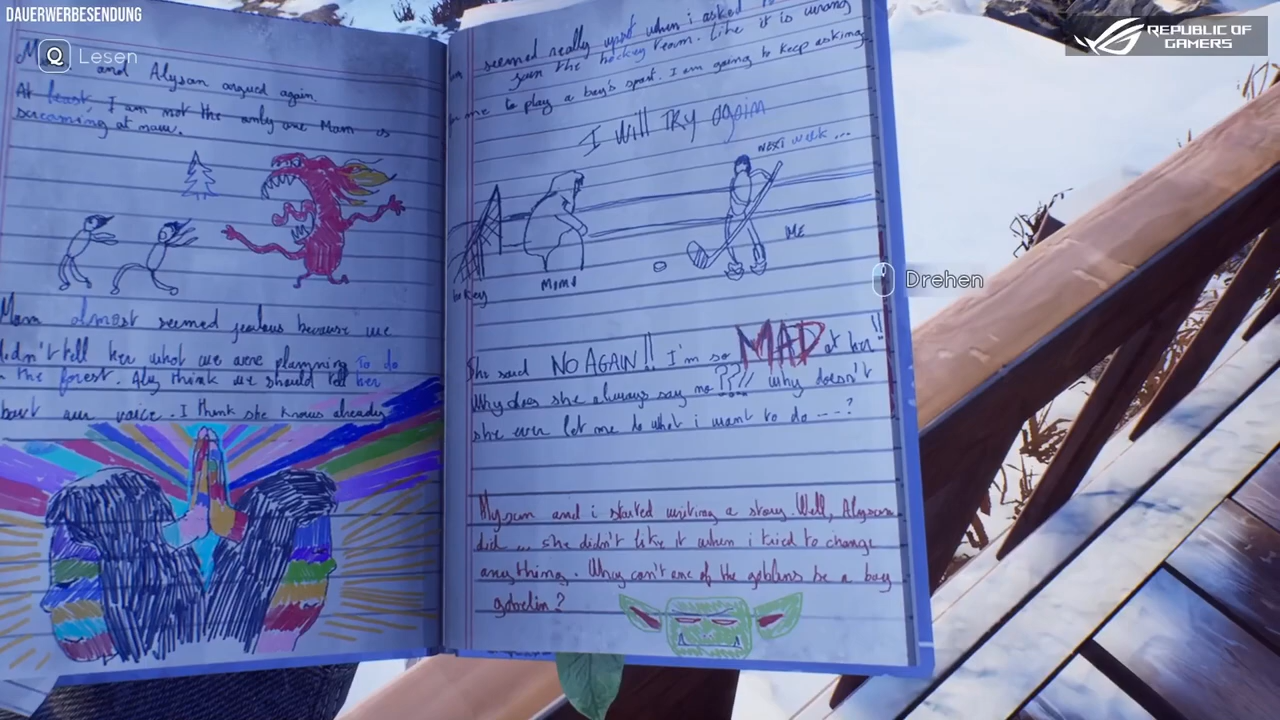 DAUERWERBESENDUNG
REPUBLIC OF
GAMERS
Q Lesen
and Alyson argued again.
At least, I am not the only one Mom is
screaming at now.
Mom almost seemed jealous because we
didn't tell her what we were planning to do
the forest. Aly think we should tell her
bout our voice. I think she knows already
seemed really upset when i asked to
join the hockey team. Like it is wrong
for me to play a boy's sport. I am going to keep asking
I will TRY again
NEXT week ...
ME
MOM
hockey
Drehen
She said NO AGAIN!! I'm so MAD at her!!
Why does she always say no ??!! why doesn't
she ever let me do what i want to do ---?
Alyson and i started writing a story. Well, Alyson
did ... she didn't like it when i tried to change
anything. Why can't one of the goblins be a boy
gobelin?